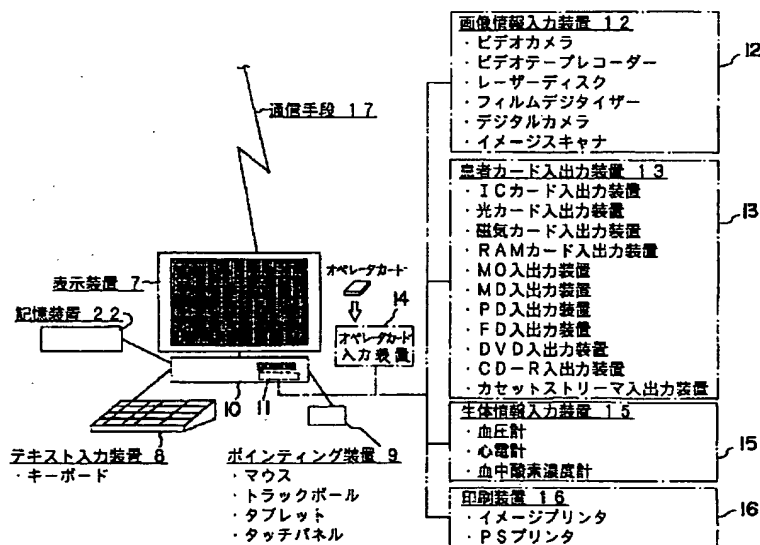 通信手段 17
表示装置 7
記憶装置 22
オペレータカード
14
オペレータカード
入力装置
10
11
テキスト入力装置 8
・キーボード
ポインティング装置 9
・マウス
・トラックボール
・タブレット
・タッチパネル
画像情報入力装置 12
・ビデオカメラ
・ビデオテープレコーダー
・レーザーディスク
・フィルムデジタイザー
・デジタルカメラ
・イメージスキャナ
12
患者カード入出力装置 13
・ICカード入出力装置
・光カード入出力装置
・磁気カード入出力装置
・RAMカード入出力装置
・MO入出力装置
・MD入出力装置
・PD入出力装置
・FD入出力装置
・DVD入出力装置
・CD-R入出力装置
・カセットストリーマ入出力装置
13
生体情報入力装置 15
・血圧計
・心電計
・血中酸素濃度計
15
印刷装置 16
・イメージプリンタ
・PSプリンタ
16